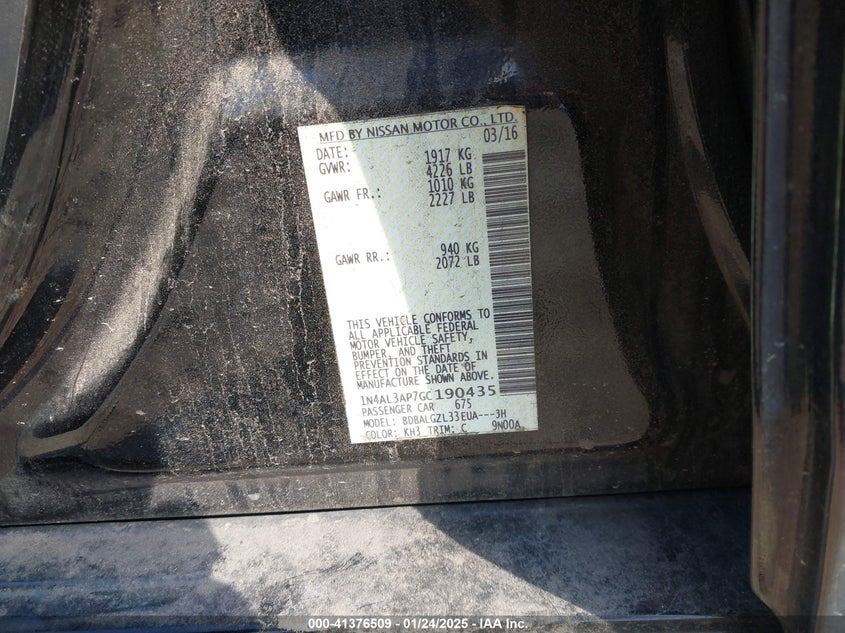 MFD BY NISSAN MOTOR CO., LTD.
DATE: 03/16
GVWR: 1917 KG
4226 LB
GAWR FR.: 1010 KG
2227 LB
GAWR RR.: 940 KG
2072 LB
THIS VEHICLE CONFORMS TO
ALL APPLICABLE FEDERAL
MOTOR VEHICLE SAFETY,
BUMPER, AND THEFT
PREVENTION STANDARDS IN
EFFECT ON THE DATE OF
MANUFACTURE SHOWN ABOVE.
1N4AL3AP7GC190435
PASSENGER CAR 675
MODEL: BDBALGZL33EUA---3H
COLOR: KH3 TRIM: C 9N00A
000-41376509 — 01/24/2025 — IAA Inc.